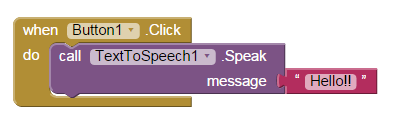 when Button1 .Click
do call TextToSpeech1 .Speak
message " Hello!! "